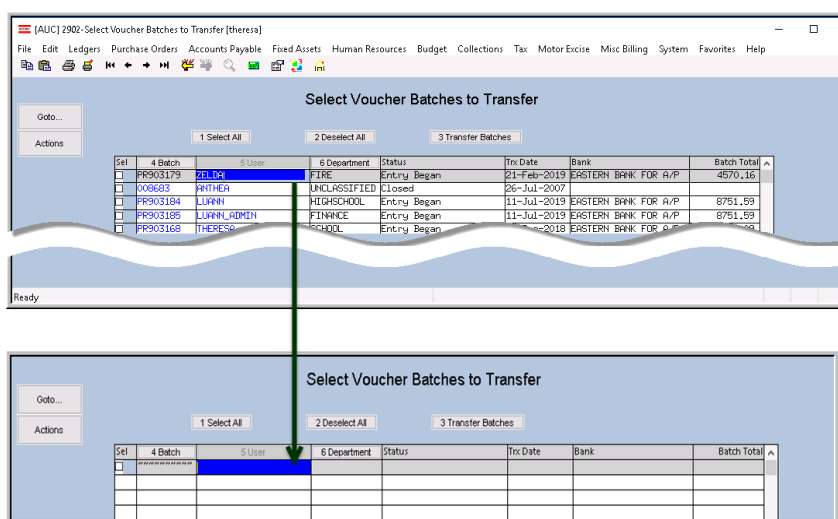 [AUC] 2902-Select Voucher Batches to Transfer [theresa]
File Edit Ledgers Purchase Orders Accounts Payable Fixed Assets Human Resources Budget Collections Tax Motor Excise Misc Billing System Favorites Help
Select Voucher Batches to Transfer
Goto...
Actions
1 Select All 2 Deselect All 3 Transfer Batches
Sel 4 Batch 5 User 6 Department Status Trx Date Bank Batch Total
PR903179 ZELDA FIRE Entry Began 21-Feb-2019 EASTERN BANK FOR A/P 4570.16
008683 ANTHEA UNCLASSIFIED Closed 26-Jul-2007
PR903184 LUANN HIGHSCHOOL Entry Began 11-Jul-2019 EASTERN BANK FOR A/P 8751.59
PR903185 LUANN_ADMIN FINANCE Entry Began 11-Jul-2019 EASTERN BANK FOR A/P 8751.59
PR903168 THERESA SCHOOL Entry Began EASTERN BANK FOR A/P
Ready
Select Voucher Batches to Transfer
Goto...
Actions
1 Select All 2 Deselect All 3 Transfer Batches
Sel 4 Batch 5 User 6 Department Status Trx Date Bank Batch Total
~~~~~~~~~~